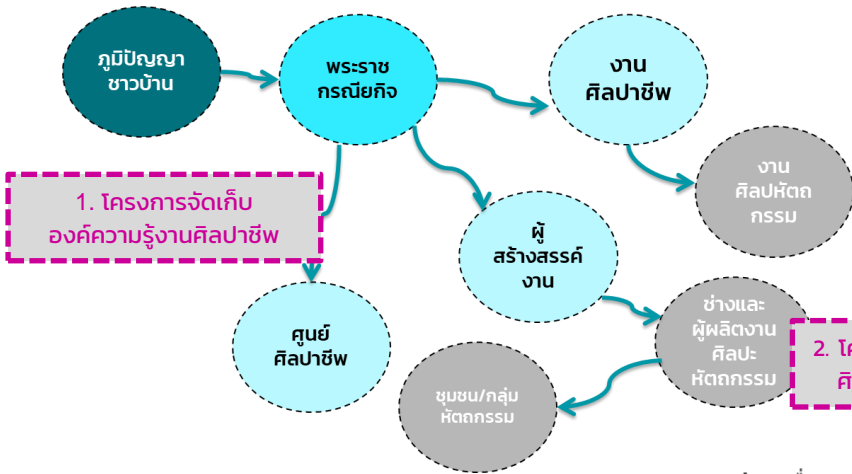 ภูมิปัญญา
ชาวบ้าน
พระราช
กรณียกิจ
งาน
ศิลปาชีพ
งาน
ศิลปหัตถ
กรรม
1. โครงการจัดเก็บ
องค์ความรู้งานศิลปาชีพ
ผู้
สร้างสรรค์
งาน
ศูนย์
ศิลปาชีพ
ช่างและ
ผู้ผลิตงาน
ศิลปะ
หัตถกรรม
2. โค
ศิ
ชุมชน/กลุ่ม
หัตถกรรม